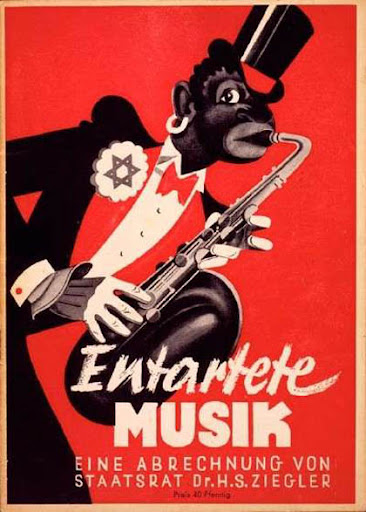 Entartete
MUSIK
EINE ABRECHNUNG VON
STAATSRAT Dr. H.S. ZIEGLER
Preis 40 Pfennig